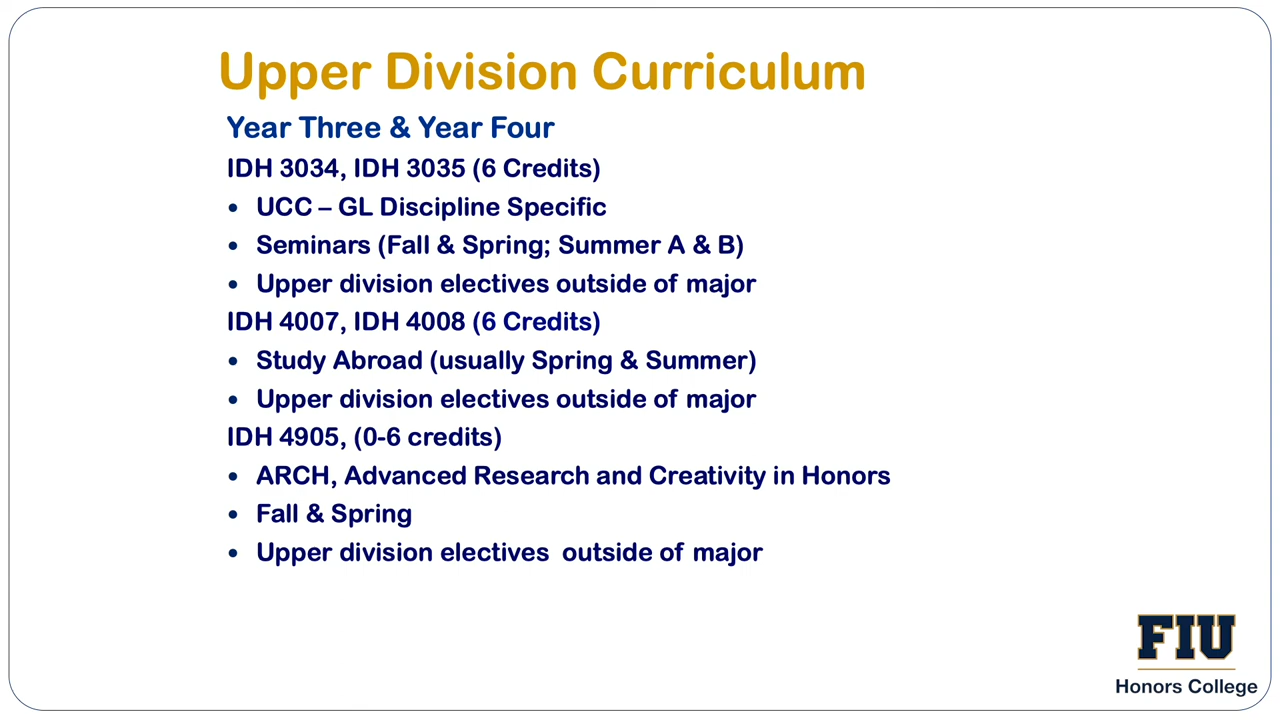 Upper Division Curriculum
Year Three & Year Four
IDH 3034, IDH 3035 (6 Credits)
• UCC – GL Discipline Specific
• Seminars (Fall & Spring; Summer A & B)
• Upper division electives outside of major
IDH 4007, IDH 4008 (6 Credits)
• Study Abroad (usually Spring & Summer)
• Upper division electives outside of major
IDH 4905, (0-6 credits)
• ARCH, Advanced Research and Creativity in Honors
• Fall & Spring
• Upper division electives  outside of major
FIU
Honors College